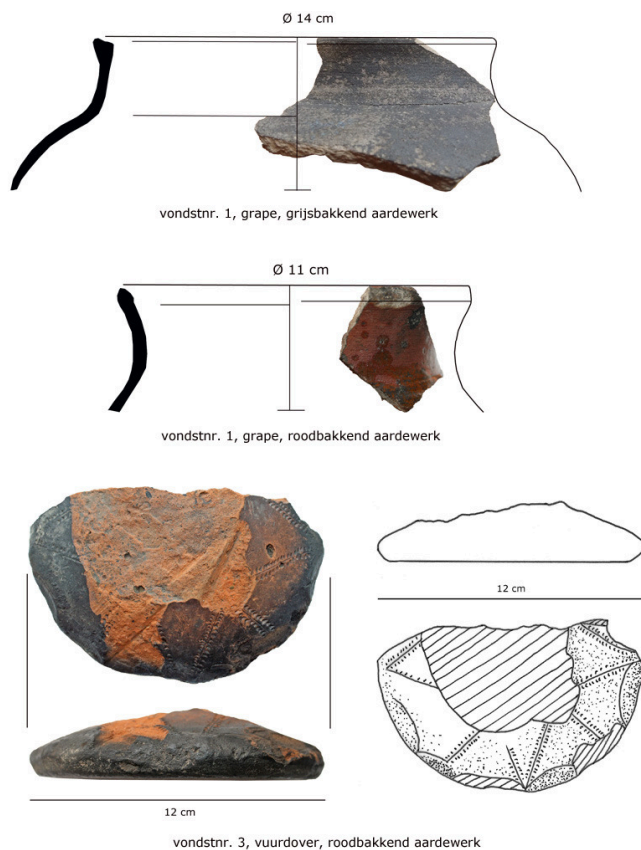 Ø 14 cm
vondstnr. 1, grape, grijsbakkend aardewerk
Ø 11 cm
vondstnr. 1, grape, roodbakkend aardewerk
12 cm
12 cm
vondstnr. 3, vuurdover, roodbakkend aardewerk